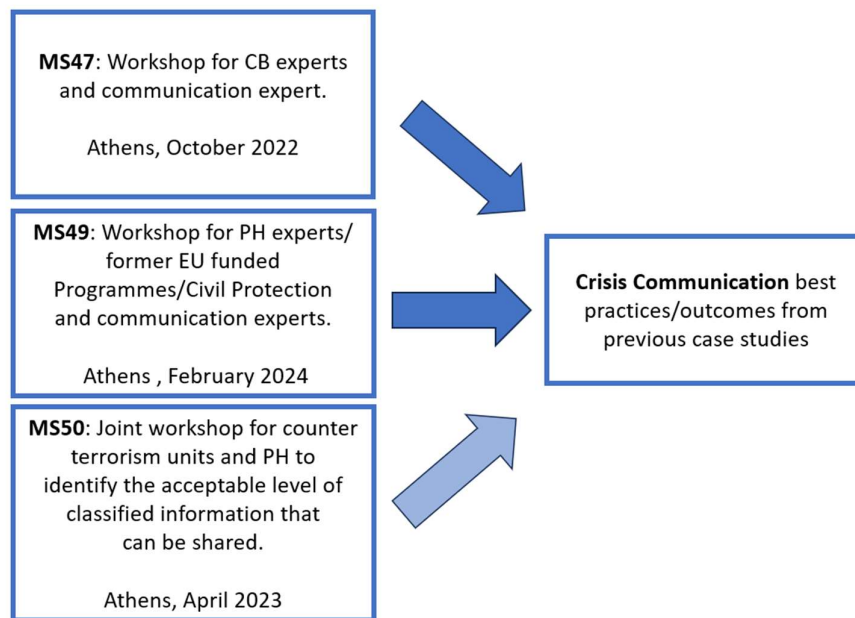 MS47: Workshop for CB experts
and communication expert.
Athens, October 2022
MS49: Workshop for PH experts/
former EU funded
Programmes/Civil Protection
and communication experts.
Athens , February 2024
MS50: Joint workshop for counter
terrorism units and PH to
identify the acceptable level of
classified information that
can be shared.
Athens, April 2023
Crisis Communication best
practices/outcomes from
previous case studies